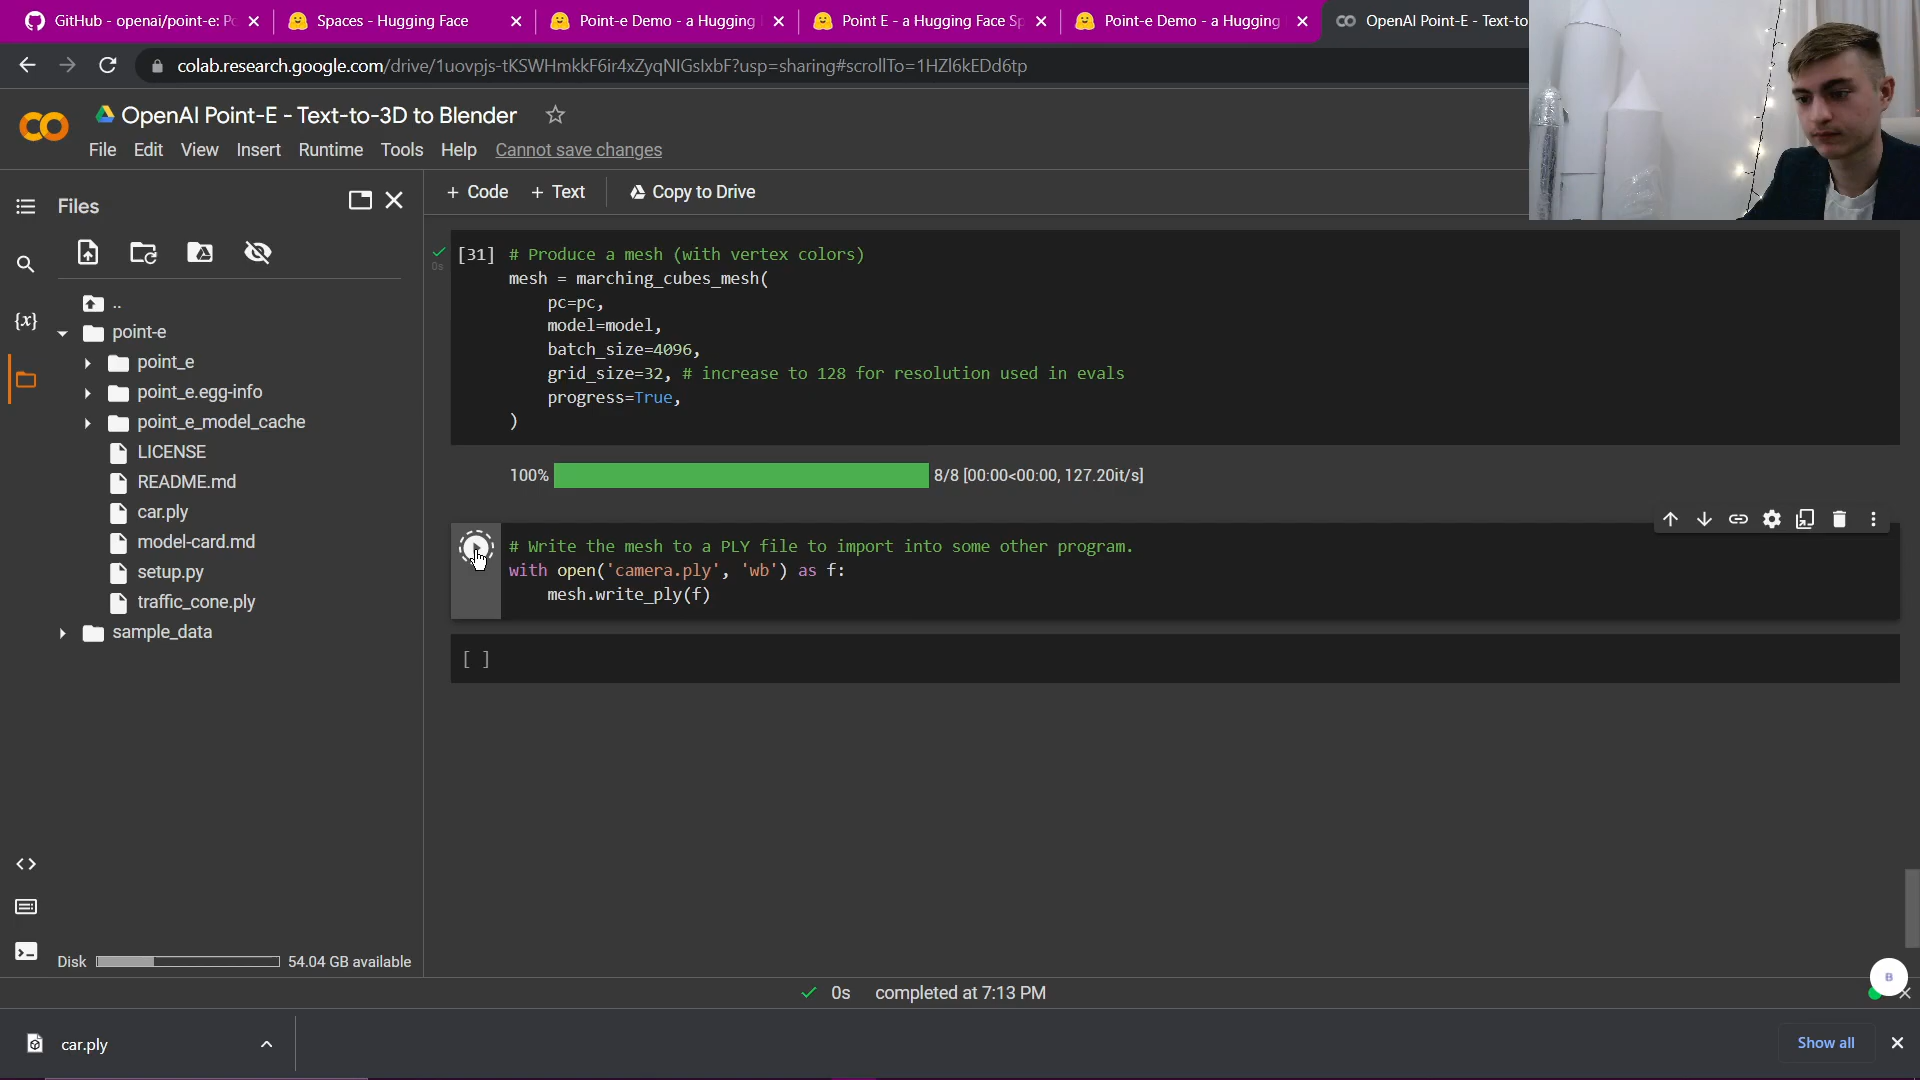 GitHub - openai/point-e: Po
Spaces - Hugging Face
Point-e Demo - a Hugging
Point E - a Hugging Face Sp
Point-e Demo - a Hugging
OpenAI Point-E - Text-to
colab.research.google.com/drive/1uovpjs-tKSWHmkkF6ir4xZyqNIGsIxbF?usp=sharing#scrollTo=1HZl6kEDd6tp
OpenAI Point-E - Text-to-3D to Blender
File Edit View Insert Runtime Tools Help Cannot save changes
Files
+ Code + Text Copy to Drive
..
point-e
point_e
point_e.egg-info
point_e_model_cache
LICENSE
README.md
car.ply
model-card.md
setup.py
traffic_cone.ply
sample_data
{x}
Disk 54.04 GB available
0s
[31] # Produce a mesh (with vertex colors)
mesh = marching_cubes_mesh(
pc=pc,
model=model,
batch_size=4096,
grid_size=32, # increase to 128 for resolution used in evals
progress=True,
)
100% 8/8 [00:00<00:00, 127.20it/s]
# Write the mesh to a PLY file to import into some other program.
with open('camera.ply', 'wb') as f:
mesh.write_ply(f)
[ ]
0s completed at 7:13 PM
car.ply
Show all